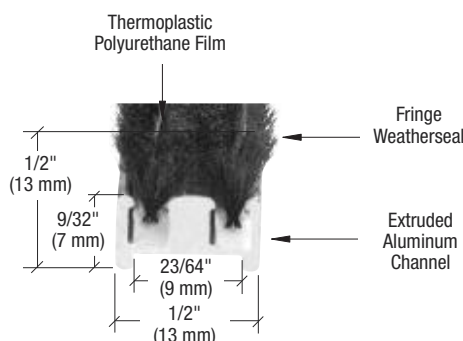 Thermoplastic
Polyurethane Film
Fringe
Weatherseal
1/2"
(13 mm)
9/32"
(7 mm)
Extruded
Aluminum
Channel
23/64"
(9 mm)
1/2"
(13 mm)